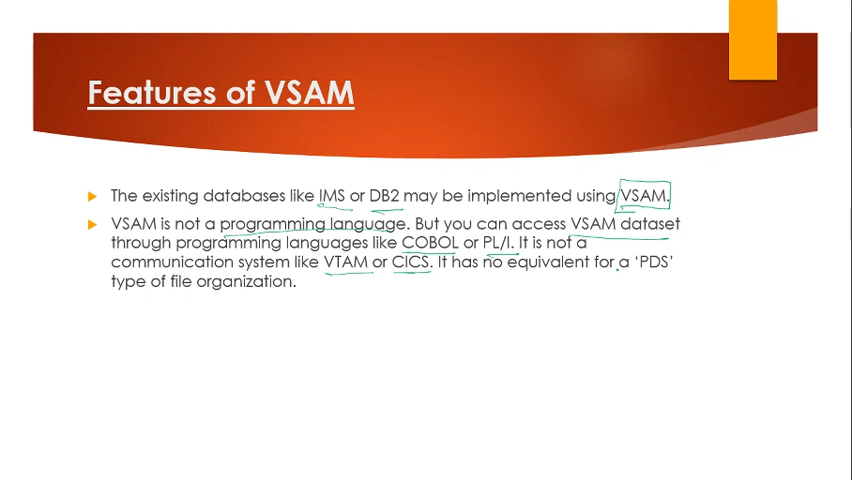 Features of VSAM
The existing databases like IMS or DB2 may be implemented using VSAM.
VSAM is not a programming language. But you can access VSAM dataset
through programming languages like COBOL or PL/I. It is not a
communication system like VTAM or CICS. It has no equivalent for a ‘PDS’
type of file organization.